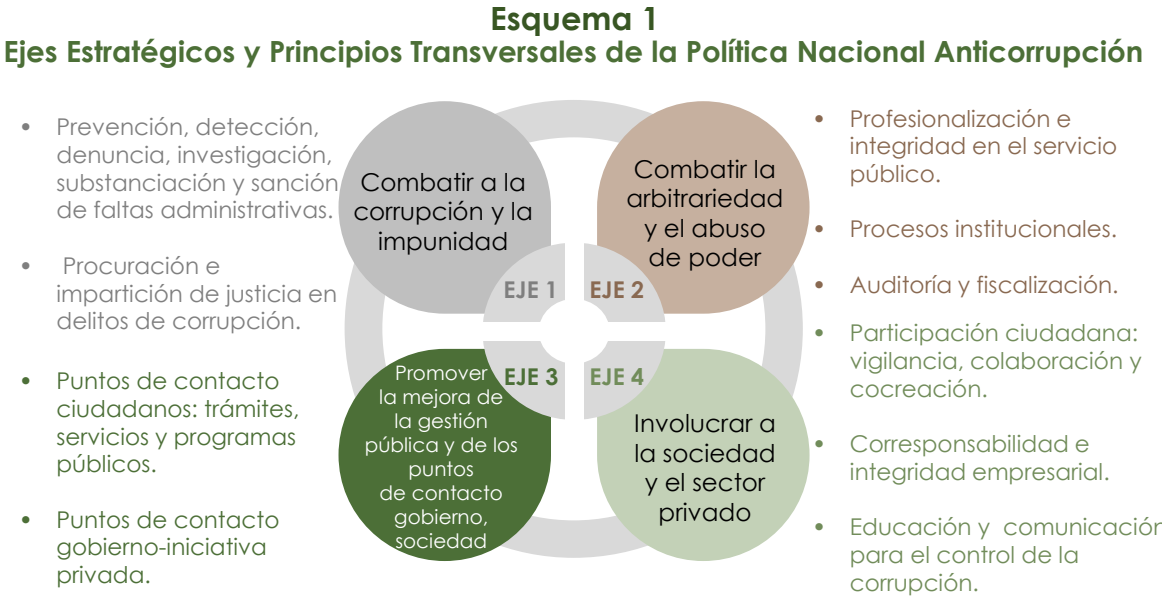 Esquema 1
Ejes Estratégicos y Principios Transversales de la Política Nacional Anticorrupción
• Prevención, detección,
denuncia, investigación,
substanciación y sanción
de faltas administrativas.
• Procuración e
impartición de justicia en
delitos de corrupción.
Combatir a la
corrupción y la
impunidad
EJE 1
Combatir la
arbitrariedad
y el abuso
de poder
EJE 2
• Profesionalización e
integridad en el servicio
público.
• Procesos institucionales.
• Auditoría y fiscalización.
• Puntos de contacto
ciudadanos: trámites,
servicios y programas
públicos.
• Puntos de contacto
gobierno-iniciativa
privada.
Promover
la mejora de
la gestión
pública y de los
puntos
de contacto
gobierno,
sociedad
EJE 3
EJE 4
Involucrar a
la sociedad
y el sector
privado
• Participación ciudadana:
vigilancia, colaboración y
cocreación.
• Corresponsabilidad e
integridad empresarial.
• Educación y comunicación
para el control de la
corrupción.